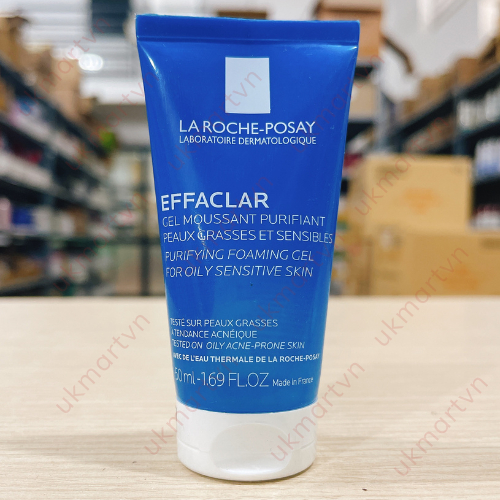 LA ROCHE-POSAY
LABORATOIRE DERMATOLOGIQUE
EFFACLAR
GEL MOUSSANT PURIFIANT
PEAUX GRASSES ET SENSIBLES
PURIFYING FOAMING GEL
FOR OILY SENSITIVE SKIN
TESTÉ SUR PEAUX GRASSES
À TENDANCE ACNÉIQUE
TESTED ON OILY ACNE-PRONE SKIN
AVEC DE L'EAU THERMALE DE LA ROCHE-POSAY
50 ml - 1.69 FL.OZ Made in France
ukmartvn